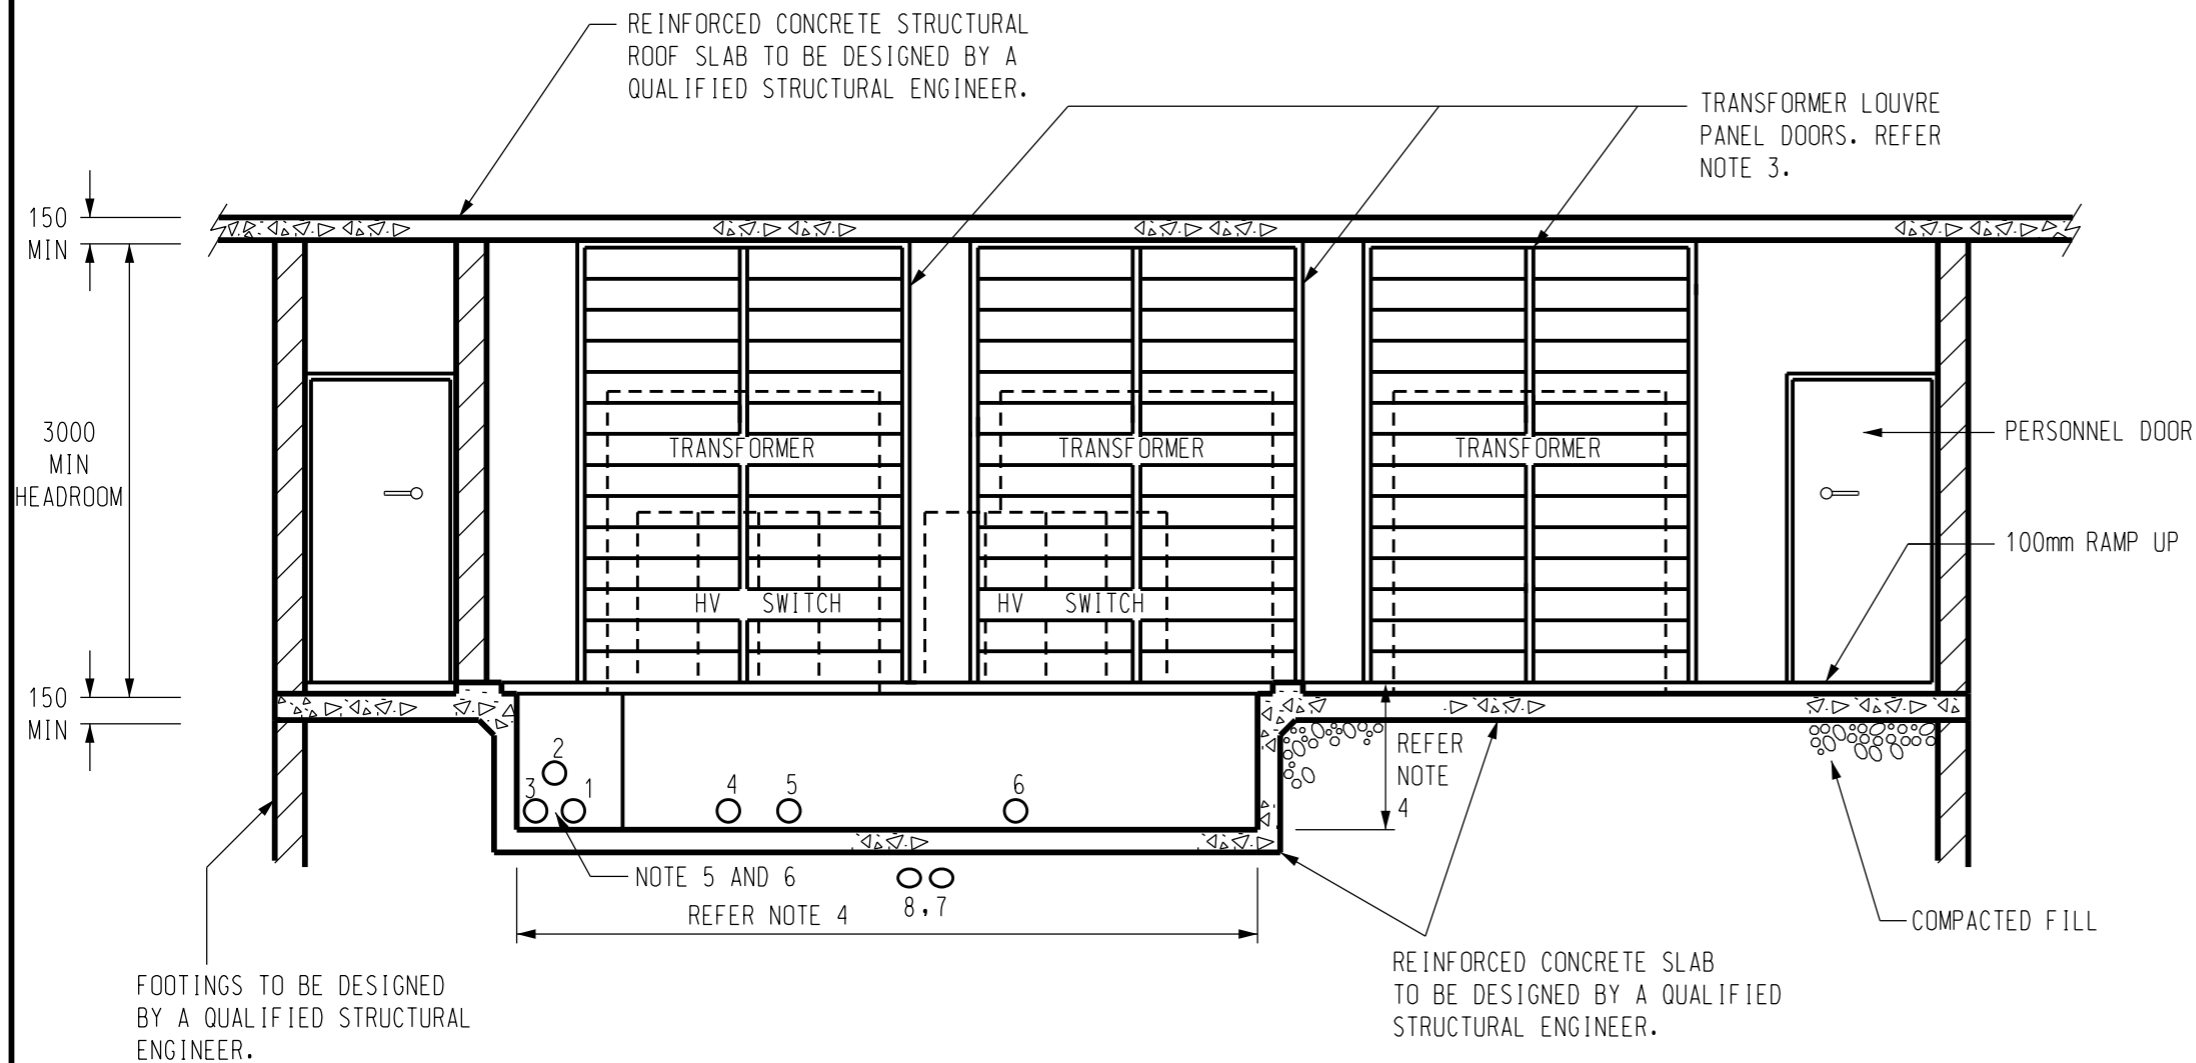 REINFORCED CONCRETE STRUCTURAL
ROOF SLAB TO BE DESIGNED BY A
QUALIFIED STRUCTURAL ENGINEER.
TRANSFORMER LOUVRE
PANEL DOORS. REFER
NOTE 3.
150
MIN
3000
MIN
HEADROOM
150
MIN
TRANSFORMER
TRANSFORMER
TRANSFORMER
HV SWITCH
HV SWITCH
PERSONNEL DOOR
100mm RAMP UP
2
3
1
4
5
6
REFER
NOTE
4
NOTE 5 AND 6
8,7
REFER NOTE 4
COMPACTED FILL
FOOTINGS TO BE DESIGNED
BY A QUALIFIED STRUCTURAL
ENGINEER.
REINFORCED CONCRETE SLAB
TO BE DESIGNED BY A QUALIFIED
STRUCTURAL ENGINEER.